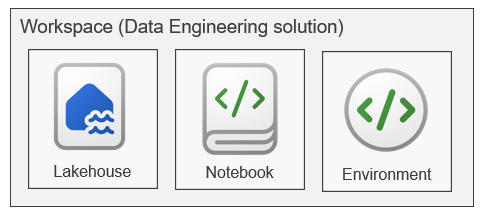 Workspace (Data Engineering solution)
Lakehouse
Notebook
Environment